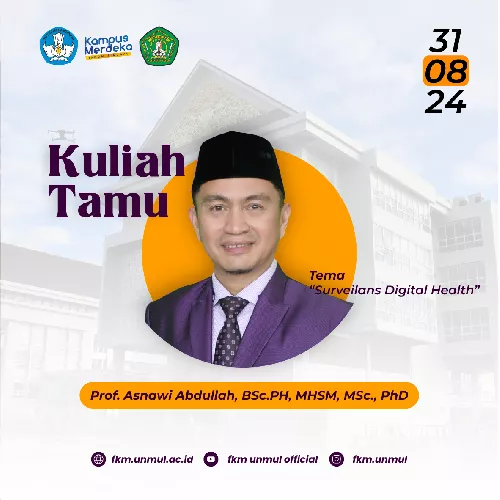 Kampus
Merdeka
31
08
24
Kuliah
Tamu
Tema
"Surveilans Digital Health"
Prof. Asnawi Abdullah, BSc.PH, MHSM, MSc., PhD
fkm.unmul.ac.id
fkm unmul official
fkm.unmul